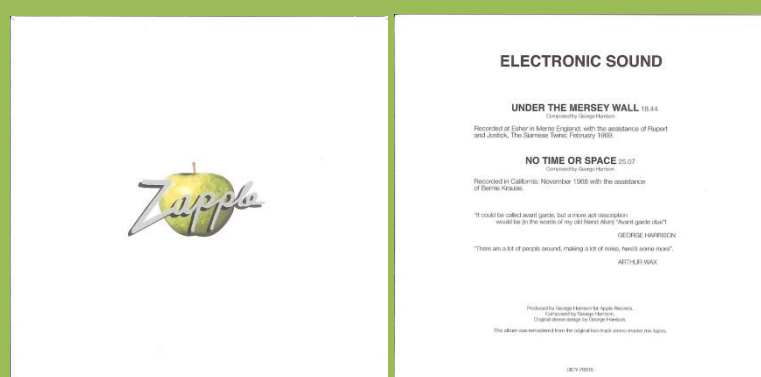 Zapple
ELECTRONIC SOUND
UNDER THE MERSEY WALL 18.44
Composed by George Harrison
Recorded at Esher in Merrie England; with the assistance of Rupert
and Jostick, The Siamese Twins: February 1969.
NO TIME OR SPACE 25.07
Composed by George Harrison
Recorded in California: November 1968 with the assistance
of Bernie Krause.
"It could be called avant garde, but a more apt description
would be (in the words of my old friend Alvin) "Avant garde clue"!
GEORGE HARRISON
"There are a lot of people around, making a lot of noise, here's some more".
ARTHUR WAX
Produced by George Harrison for Apple Records.
Composed by George Harrison.
Original sleeve design by George Harrison.
This album was remastered from the original two-track stereo master mix tapes.